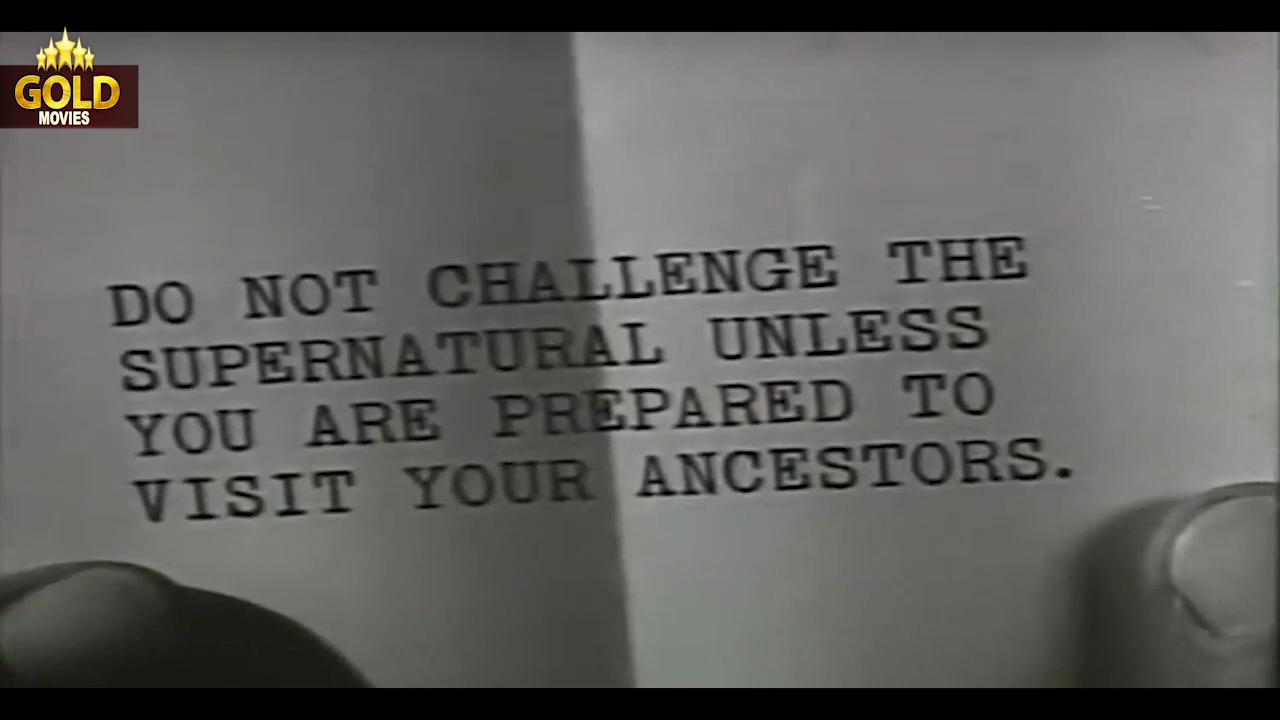 GOLD
MOVIES
DO NOT CHALLENGE THE
SUPERNATURAL UNLESS
YOU ARE PREPARED TO
VISIT YOUR ANCESTORS.